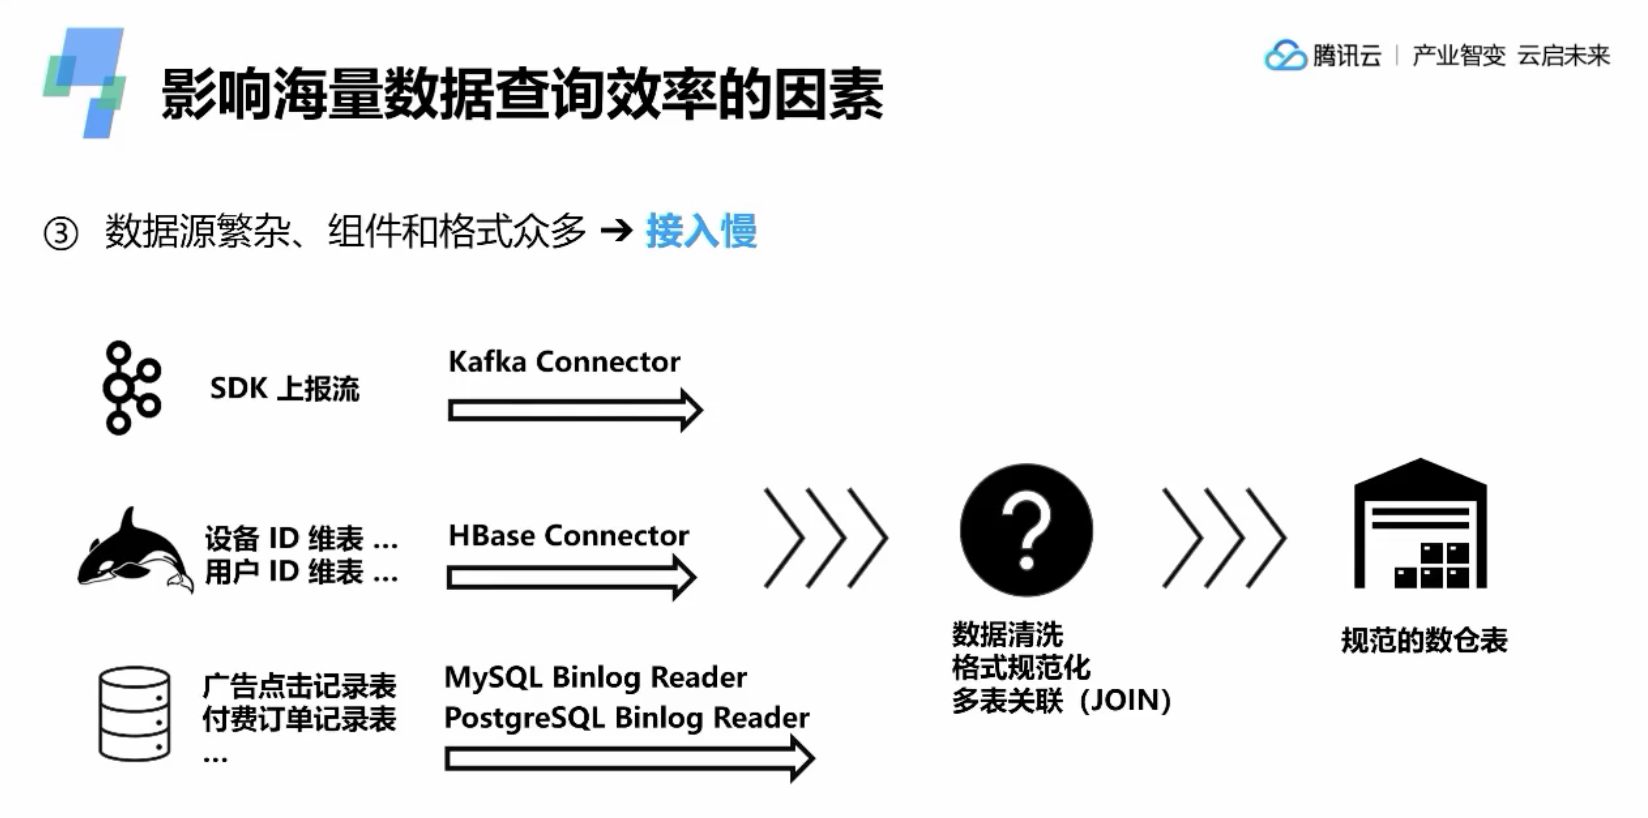 腾讯云 | 产业智变 云启未来
影响海量数据查询效率的因素
③ 数据源繁杂、组件和格式众多 ➔ 接入慢
SDK 上报流
Kafka Connector
设备 ID 维表 ...
用户 ID 维表 ...
HBase Connector
广告点击记录表
付费订单记录表
...
MySQL Binlog Reader
PostgreSQL Binlog Reader
?
数据清洗
格式规范化
多表关联（JOIN）
规范的数仓表